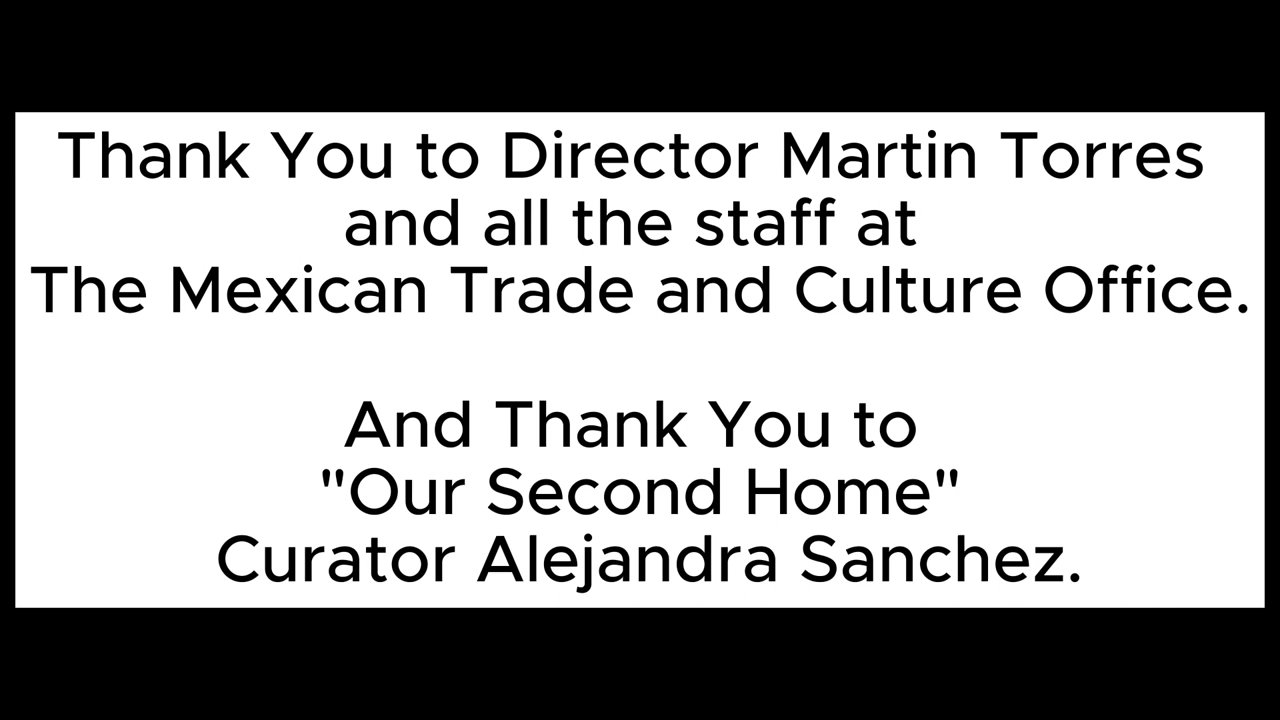 Thank You to Director Martin Torres
and all the staff at
The Mexican Trade and Culture Office.
And Thank You to
"Our Second Home"
Curator Alejandra Sanchez.